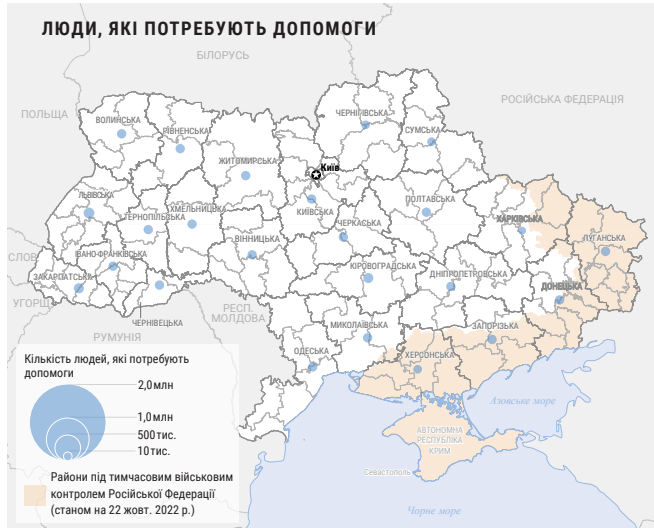 ЛЮДИ, ЯКІ ПОТРЕБУЮТЬ ДОПОМОГИ
БІЛОРУСЬ
РОСІЙСЬКА ФЕДЕРАЦІЯ
ПОЛЬЩА
ВОЛИНСЬКА
РІВНЕНСЬКА
ЧЕРНІГІВСЬКА
СУМСЬКА
ЖИТОМИРСЬКА
Київ
ЛЬВІВСЬКА
ТЕРНОПІЛЬСЬКА
ХМЕЛЬНИЦЬКА
КИЇВСЬКА
ПОЛТАВСЬКА
ХАРКІВСЬКА
ЧЕРКАСЬКА
ЛУГАНСЬКА
ВІННИЦЬКА
ІВАНО-ФРАНКІВСЬКА
СЛОВ
ЗАКАРПАТСЬКА
КІРОВОГРАДСЬКА
ДНІПРОПЕТРОВСЬКА
ДОНЕЦЬКА
УГОРЩ
РЕСП.
МОЛДОВА
ЧЕРНІВЕЦЬКА
РУМУНІЯ
МИКОЛАЇВСЬКА
ЗАПОРІЗЬКА
ОДЕСЬКА
ХЕРСОНСЬКА
Азовське море
АВТОНОМНА
РЕСПУБЛІКА
КРИМ
Севастополь
Чорне море
Кількість людей, які потребують
допомоги
2,0 млн
1,0 млн
500 тис.
10 тис.
Райони під тимчасовим військовим
контролем Російської Федерації
(станом на 22 жовт. 2022 р.)